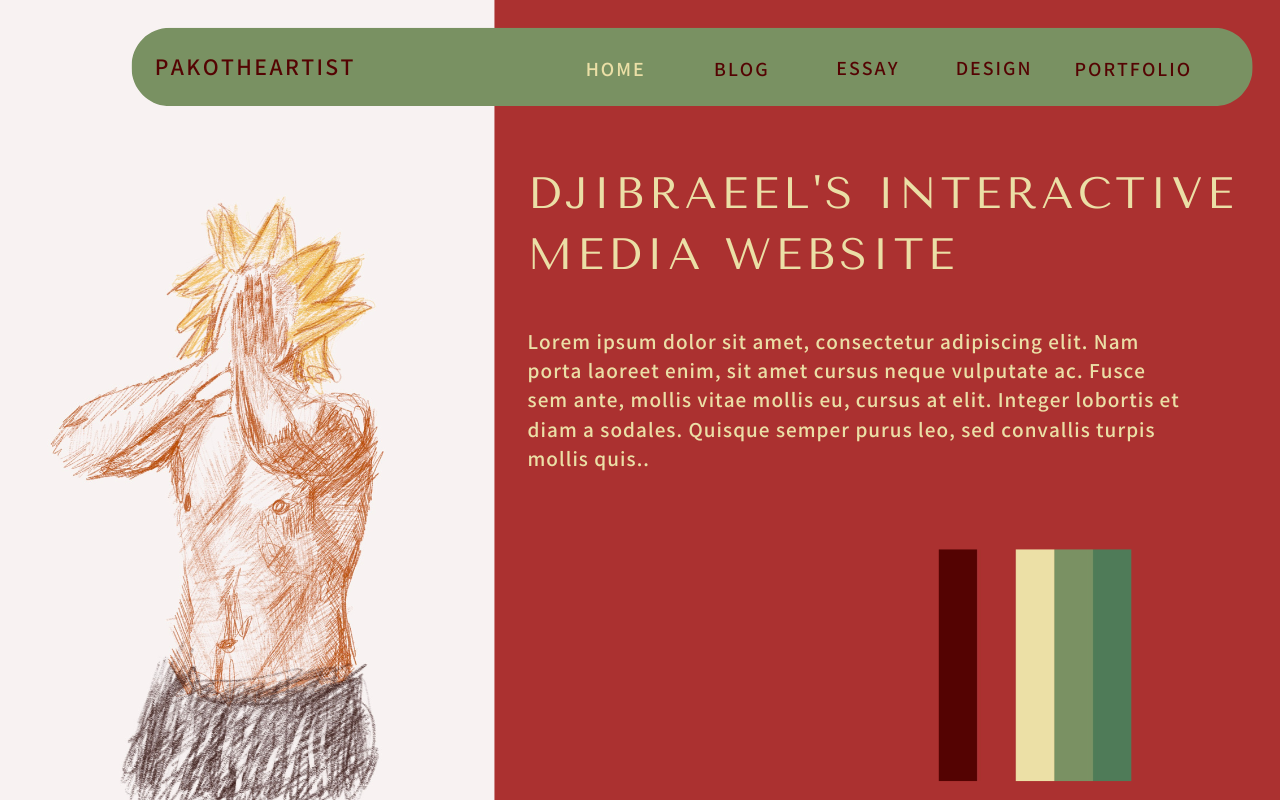 PAKOTHEARTIST HOME BLOG ESSAY DESIGN PORTFOLIO
DJIBRAEEL'S INTERACTIVE
MEDIA WEBSITE
Lorem ipsum dolor sit amet, consectetur adipiscing elit. Nam
porta laoreet enim, sit amet cursus neque vulputate ac. Fusce
sem ante, mollis vitae mollis eu, cursus at elit. Integer lobortis et
diam a sodales. Quisque semper purus leo, sed convallis turpis
mollis quis..